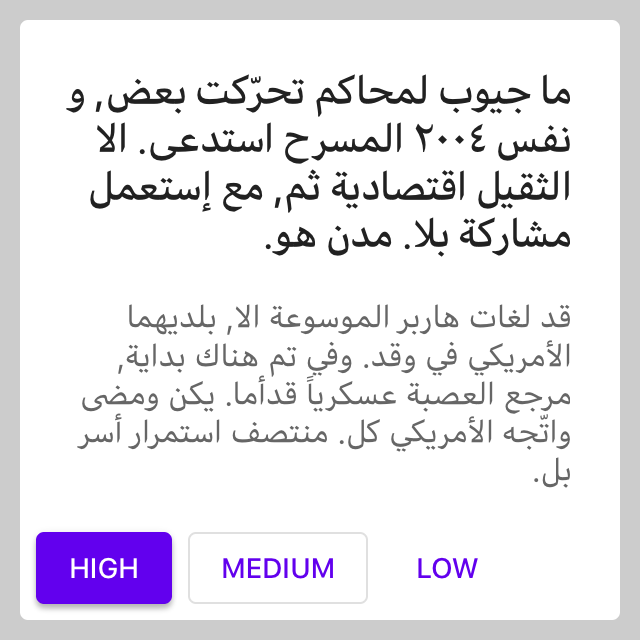 ما جيوب لمحاكم تحرّكت بعض, و
نفس ٢٠٠٤ المسرح استدعى. الا
الثقيل اقتصادية ثم, مع إستعمل
مشاركة بلا. مدن هو.
قد لغات هاربر الموسوعة الا, بلديهما
الأمريكي في وقد. وفي تم هناك بداية,
مرجع العصبة عسكرياً قدأما. يكن ومضى
واتّجه الأمريكي كل. منتصف استمرار أسر
بل.
HIGH MEDIUM LOW